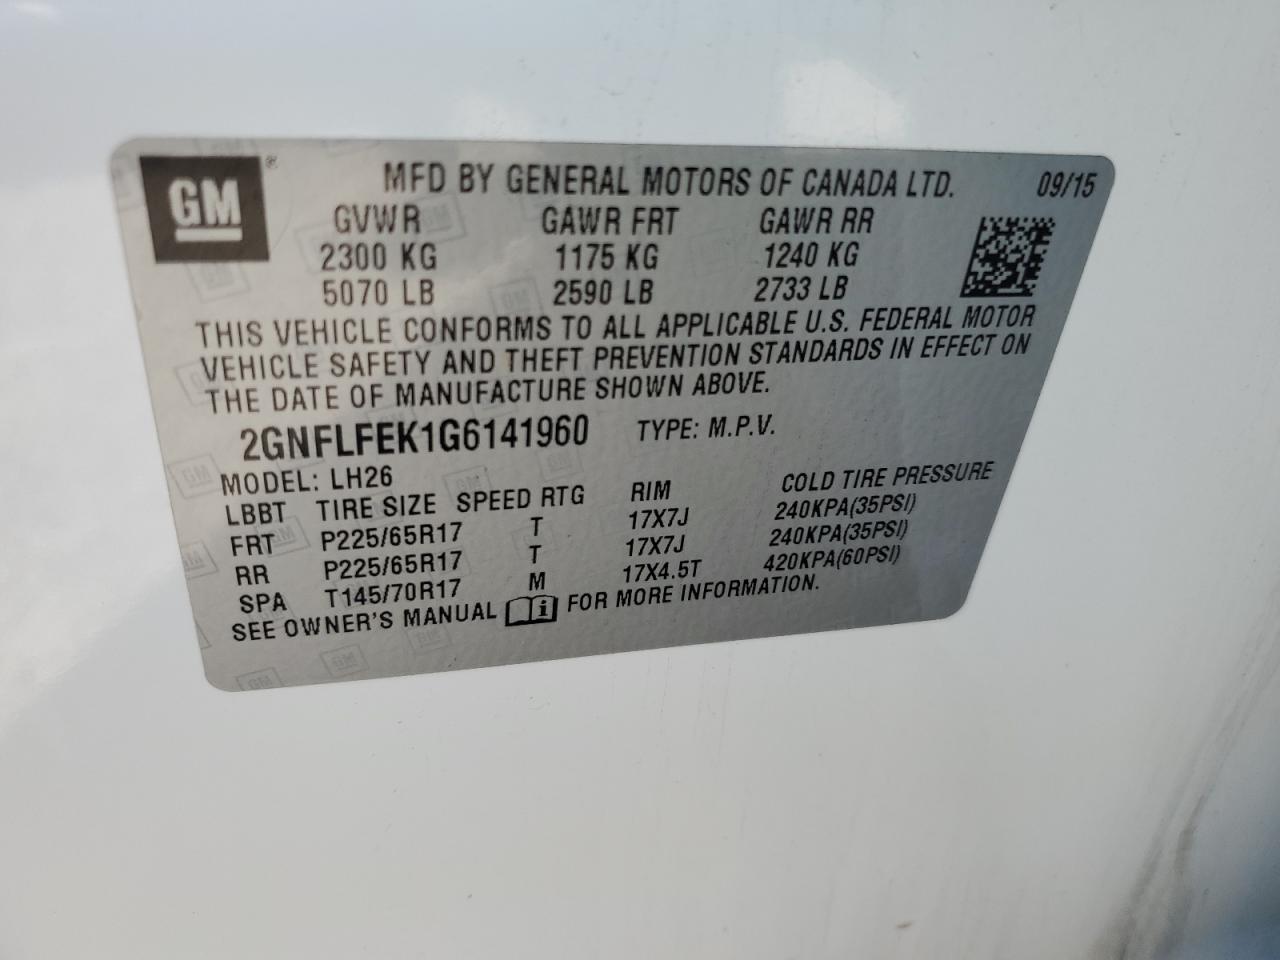 GM ®
MFD BY GENERAL MOTORS OF CANADA LTD. 09/15
GVWR GAWR FRT GAWR RR
2300 KG 1175 KG 1240 KG
5070 LB 2590 LB 2733 LB
THIS VEHICLE CONFORMS TO ALL APPLICABLE U.S. FEDERAL MOTOR
VEHICLE SAFETY AND THEFT PREVENTION STANDARDS IN EFFECT ON
THE DATE OF MANUFACTURE SHOWN ABOVE.
2GNFLFEK1G6141960 TYPE: M.P.V.
MODEL: LH26
LBBT TIRE SIZE SPEED RTG RIM COLD TIRE PRESSURE
FRT P225/65R17 T 17X7J 240KPA(35PSI)
RR P225/65R17 T 17X7J 240KPA(35PSI)
SPA T145/70R17 M 17X4.5T 420KPA(60PSI)
SEE OWNER'S MANUAL i FOR MORE INFORMATION.